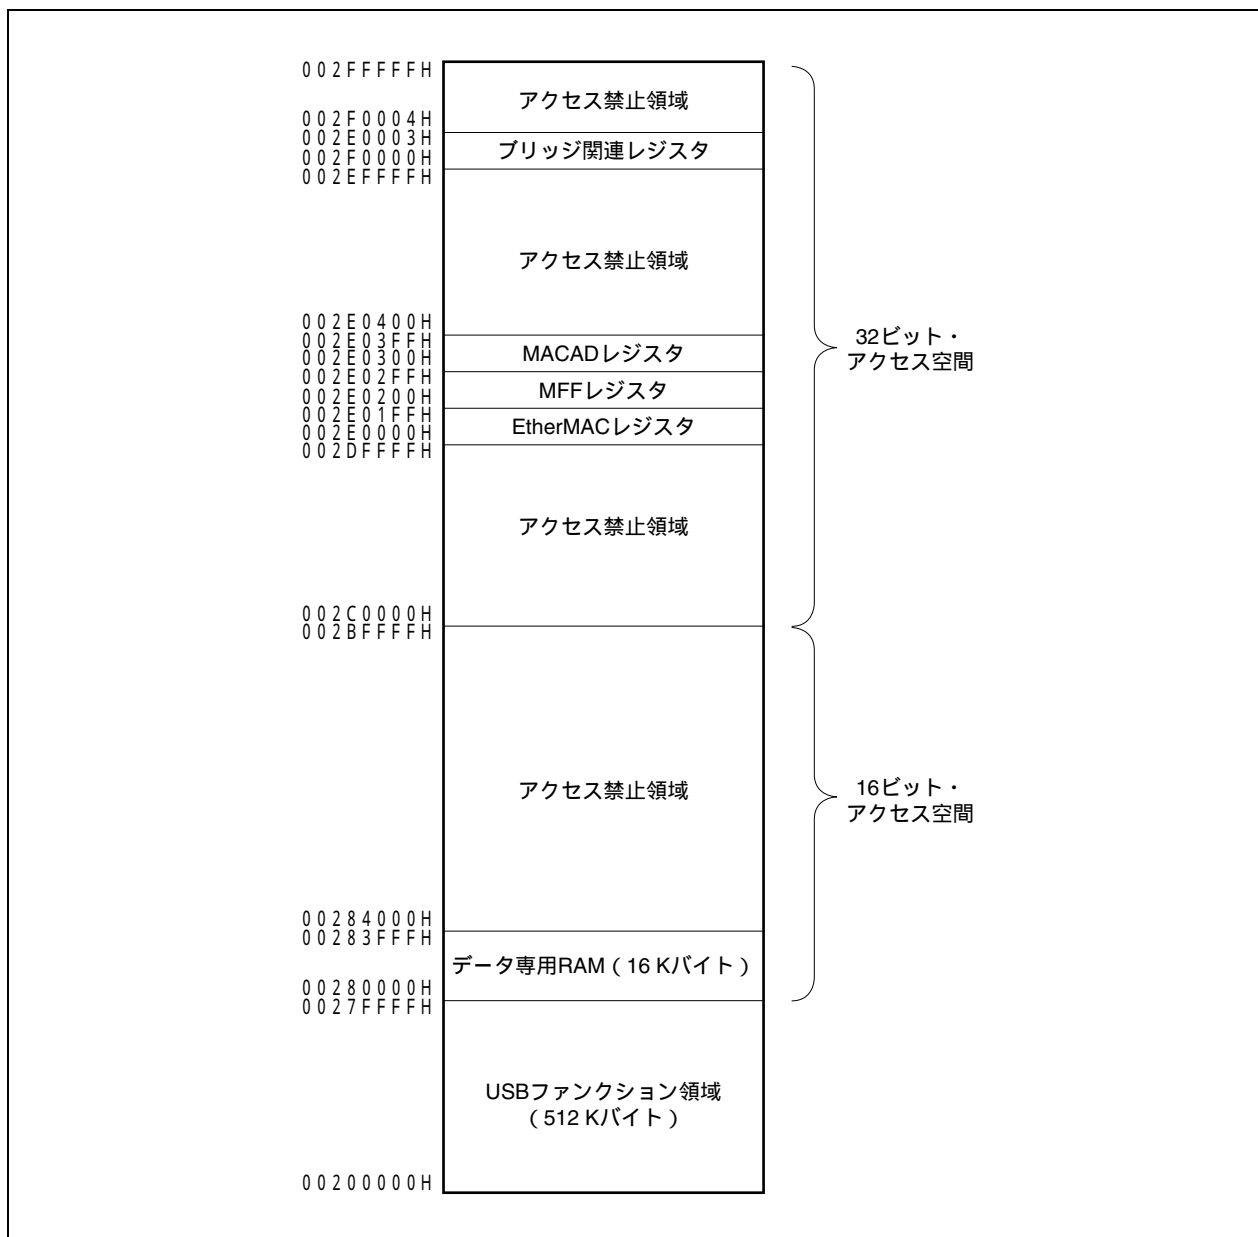 002FFFFFH
アクセス禁止領域
002F0004H
002E0003H
ブリッジ関連レジスタ
002F0000H
002EFFFFH
アクセス禁止領域
002E0400H
002E03FFH
MACADレジスタ
002E0300H
002E02FFH
MFFレジスタ
002E0200H
002E01FFH
EtherMACレジスタ
002E0000H
002DFFFFH
アクセス禁止領域
002C0000H
002BFFFFH
アクセス禁止領域
00284000H
00283FFFH
データ専用RAM（16 Kバイト）
00280000H
0027FFFFH
USBファンクション領域
（512 Kバイト）
00200000H
32ビット・
アクセス空間
16ビット・
アクセス空間